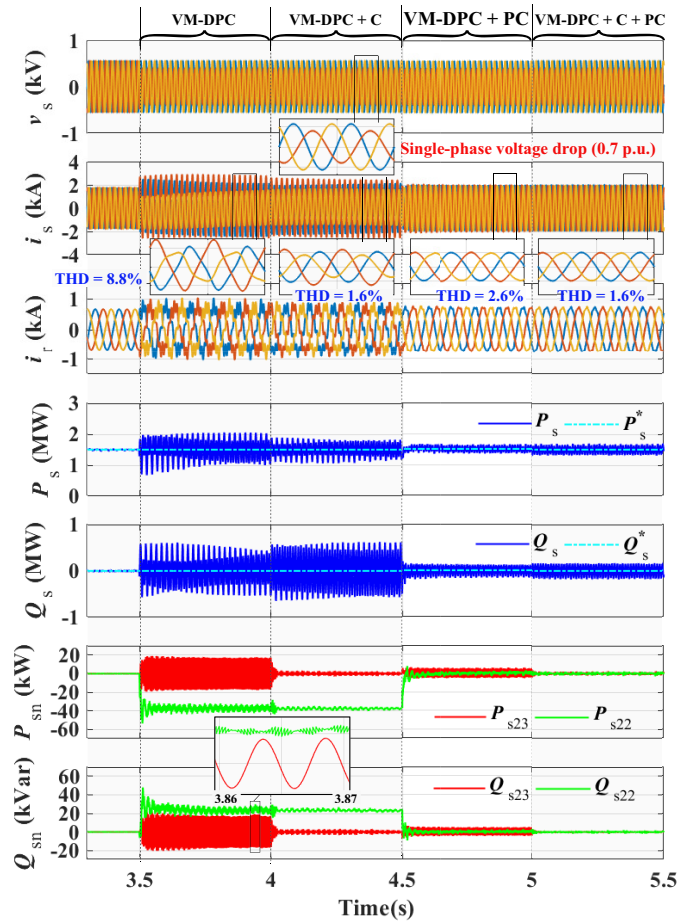 VM-DPC VM-DPC + C VM-DPC + PC VM-DPC + C + PC
1
0
-1
v s (kV)
Single-phase voltage drop (0.7 p.u.)
4
2
0
-2
-4
i s (kA)
THD = 8.8% THD = 1.6% THD = 2.6% THD = 1.6%
1
0
-1
i r (kA)
3
2
1
0
P s (MW)
P s P s *
1
0
-1
Q s (MW)
Q s Q s *
20
0
-20
-40
-60
P sn (kW)
P s23 P s22
3.86 3.87
60
40
20
0
-20
Q sn (kVar)
Q s23 Q s22
3.5 4 4.5 5 5.5
Time(s)